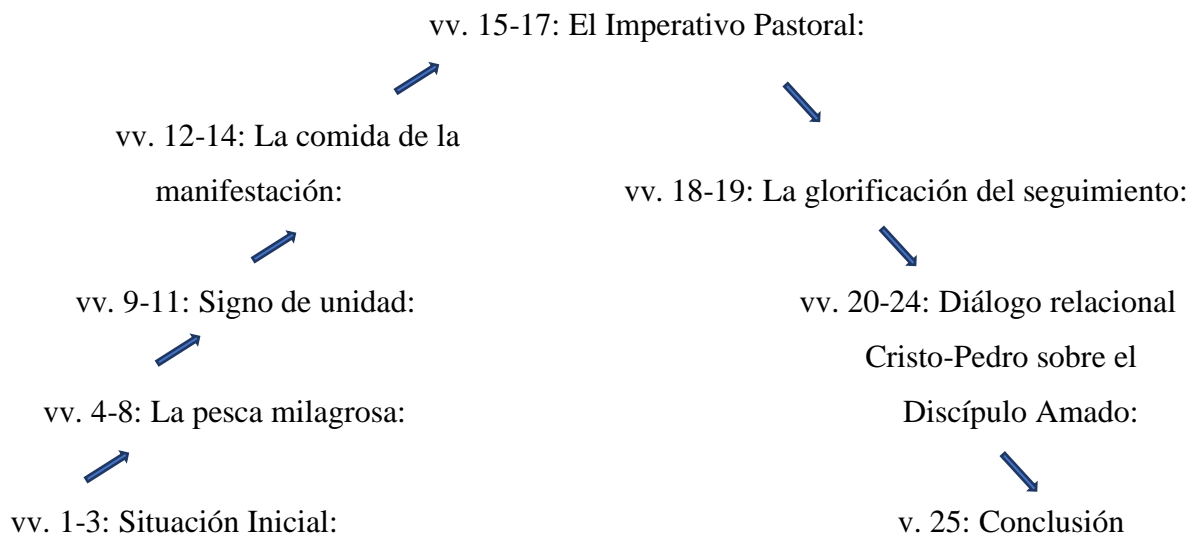 vv. 15-17: El Imperativo Pastoral:
vv. 12-14: La comida de la
manifestación:
vv. 18-19: La glorificación del seguimiento:
vv. 9-11: Signo de unidad:
vv. 20-24: Diálogo relacional
Cristo-Pedro sobre el
Discípulo Amado:
vv. 4-8: La pesca milagrosa:
vv. 1-3: Situación Inicial:
v. 25: Conclusión